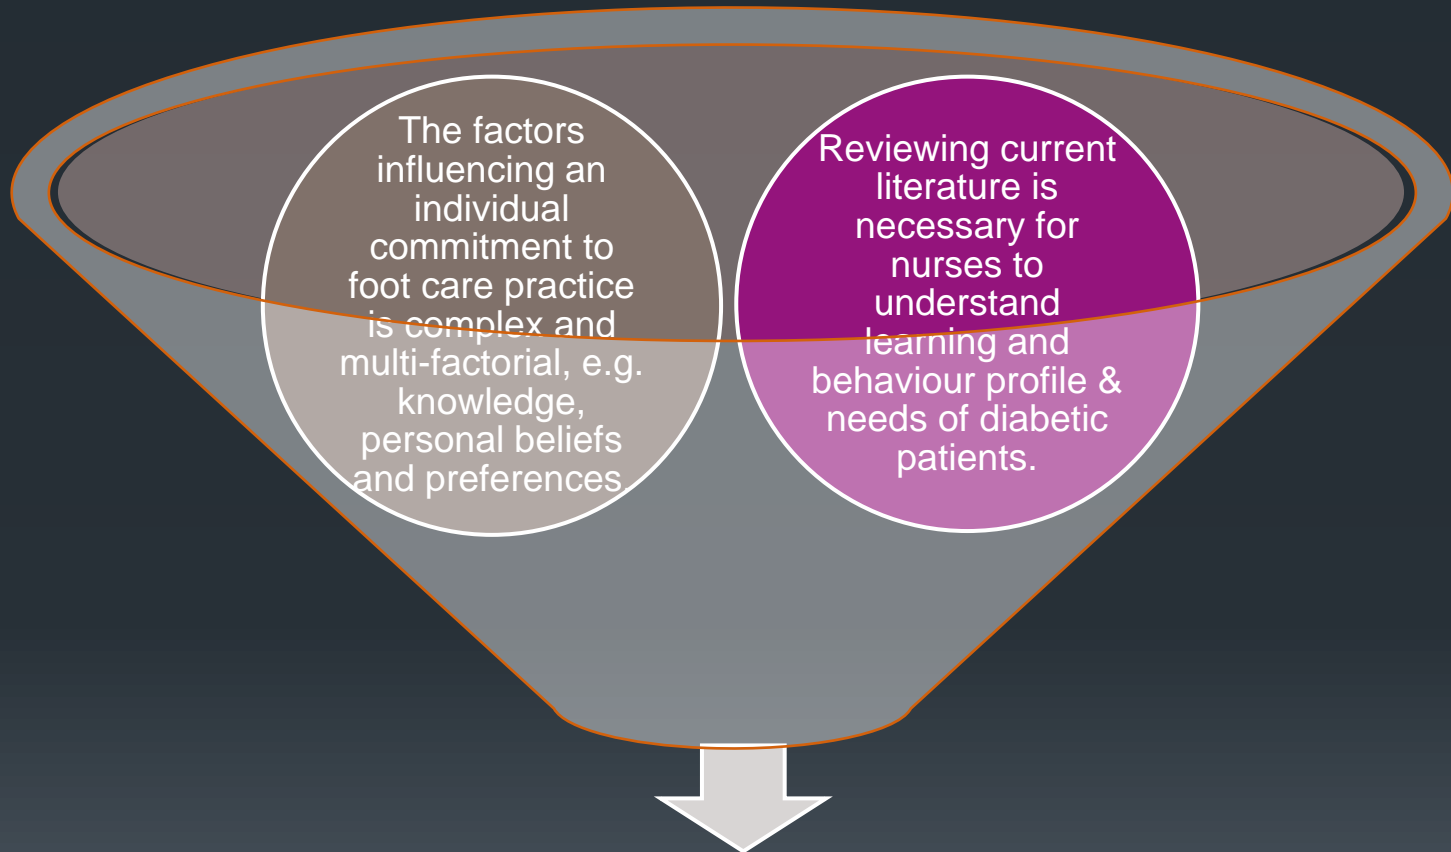 The factors
influencing an
individual
commitment to
foot care practice
is complex and
multi-factorial, e.g.
knowledge,
personal beliefs
and preferences.
Reviewing current
literature is
necessary for
nurses to
understand
learning and
behaviour profile &
needs of diabetic
patients.